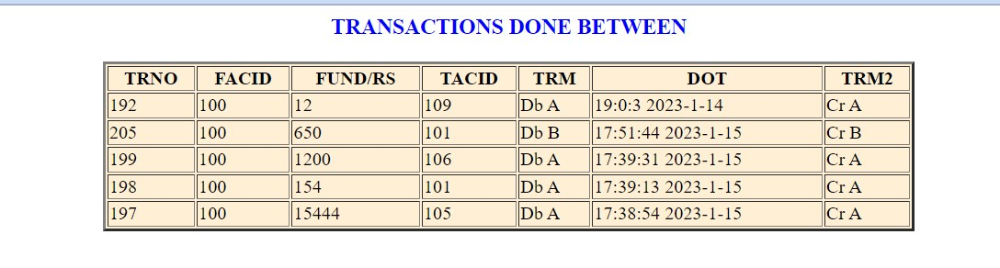 TRANSACTIONS DONE BETWEEN
TRNO FACID FUND/RS TACID TRM DOT TRM2
192 100 12 109 Db A 19:0:3 2023-1-14 Cr A
205 100 650 101 Db B 17:51:44 2023-1-15 Cr B
199 100 1200 106 Db A 17:39:31 2023-1-15 Cr A
198 100 154 101 Db A 17:39:13 2023-1-15 Cr A
197 100 15444 105 Db A 17:38:54 2023-1-15 Cr A